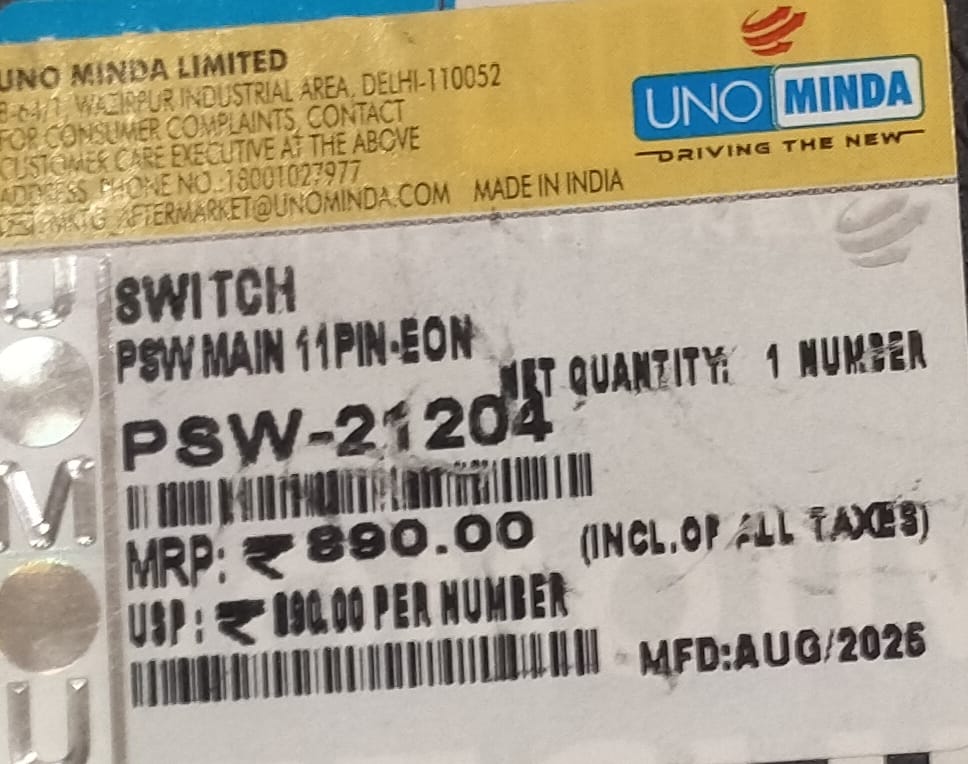 UNO MINDA LIMITED
B-64/1, WAZIRPUR INDUSTRIAL AREA, DELHI-110052
FOR CONSUMER COMPLAINTS, CONTACT
CUSTOMER CARE EXECUTIVE AT THE ABOVE
ADDRESS, PHONE NO.:18001027977
AFTERMARKET@UNOMINDA.COM MADE IN INDIA
UNO MINDA
DRIVING THE NEW
SWITCH
PSW MAIN 11PIN-EON
NET QUANTITY: 1 NUMBER
PSW-21204
MRP: ₹ 890.00 (INCL.OF ALL TAXES)
USP: ₹ 890.00 PER NUMBER
MFD:AUG/2025
U
M
U